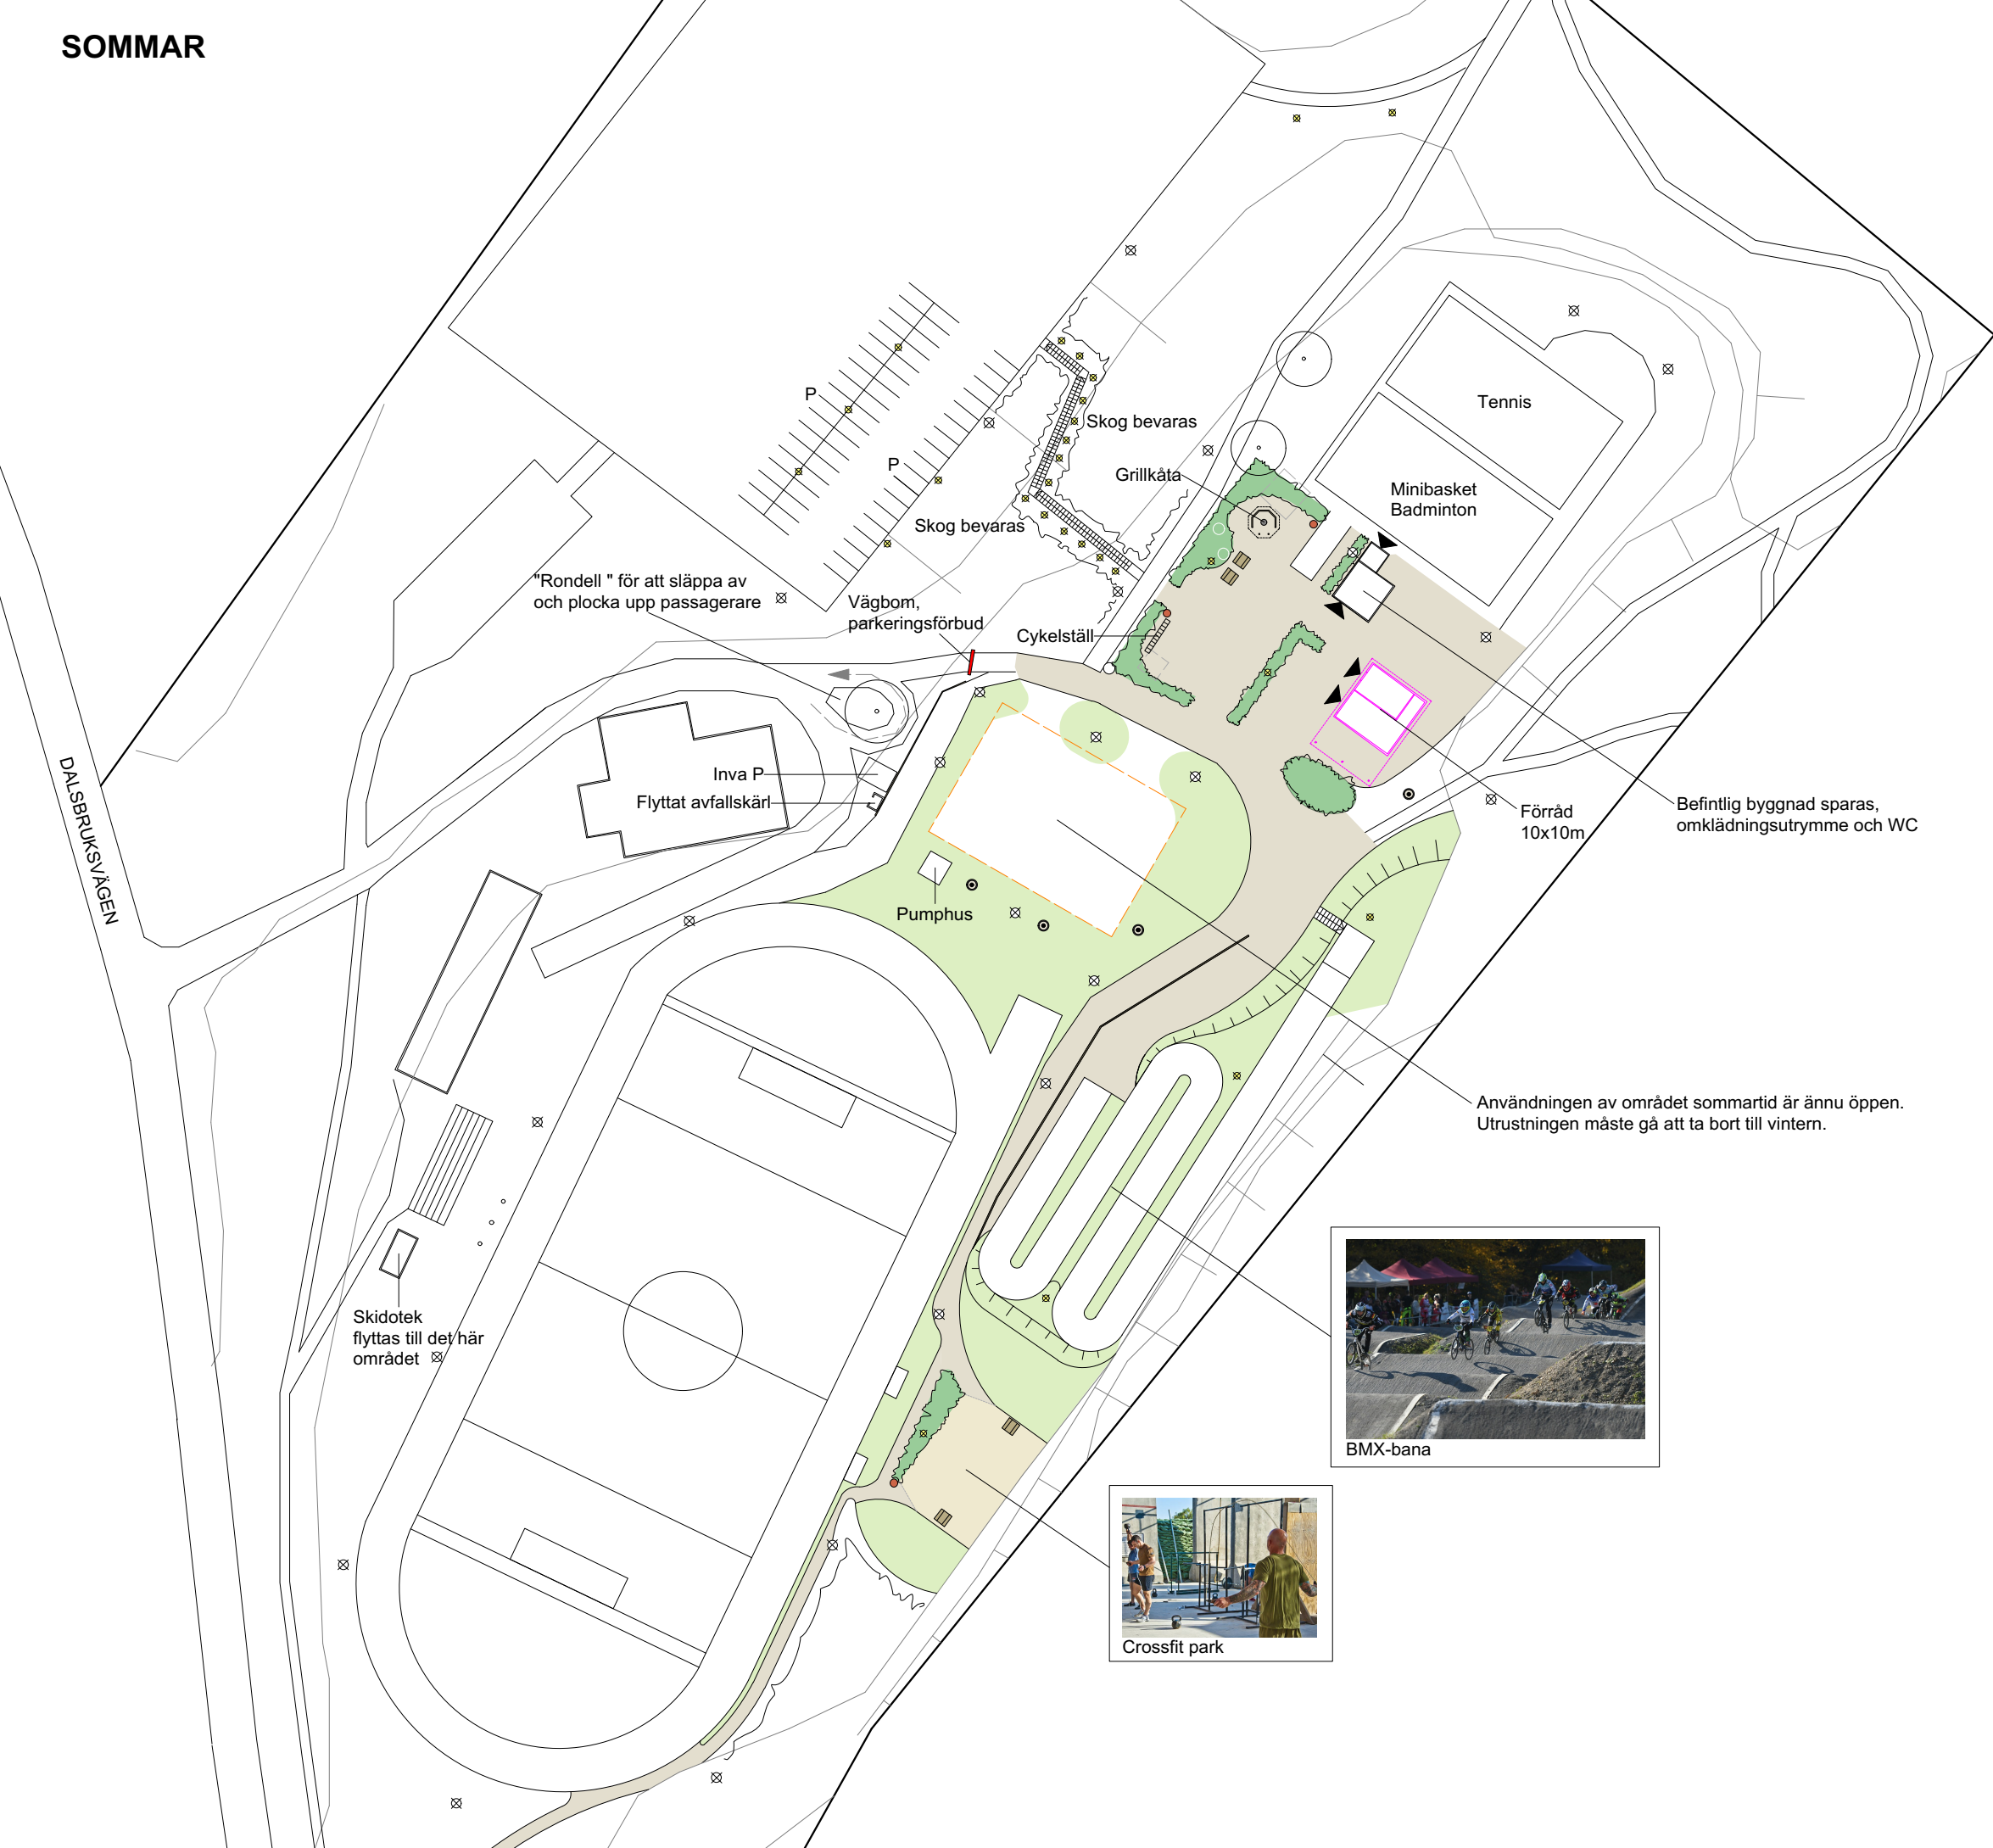 SOMMAR
P
Tennis
Skog bevaras
P
Grillkåta
Minibasket
Badminton
Skog bevaras
"Rondell " för att släppa av
och plocka upp passagerare
Vägbom,
parkeringsförbud
Cykelställ
DALSBRUKSVÄGEN
Inva P
Flyttat avfallskärl
Förråd
10x10m
Befintlig byggnad sparas,
omklädningsutrymme och WC
Pumphus
Användningen av området sommartid är ännu öppen.
Utrustningen måste gå att ta bort till vintern.
Skidotek
flyttas till det här
området
BMX-bana
Crossfit park